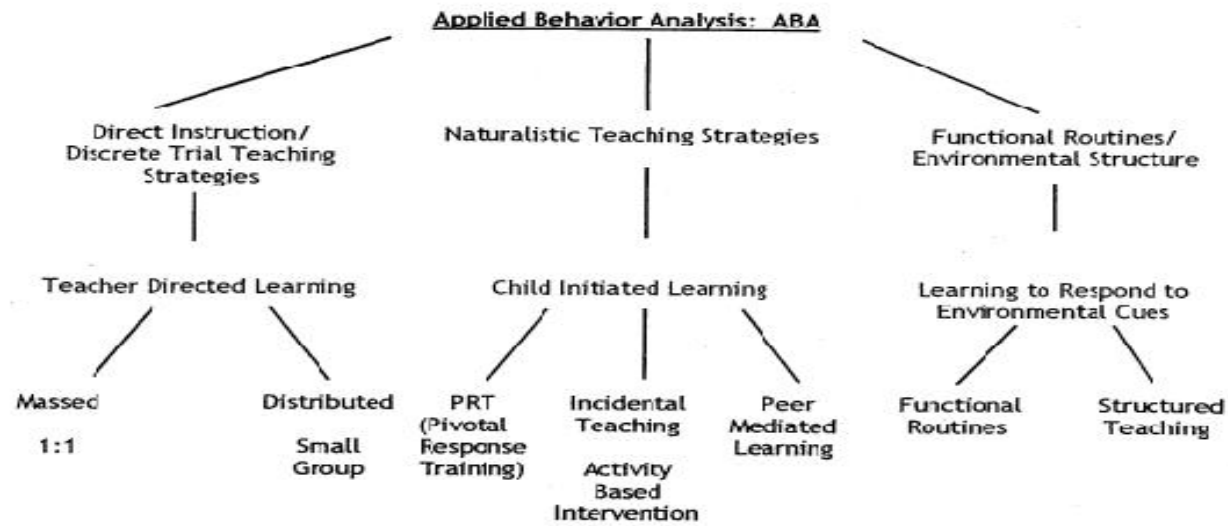 Applied Behavior Analysis: ABA
Direct Instruction/
Discrete Trial Teaching
Strategies
Naturalistic Teaching Strategies
Functional Routines/
Environmental Structure
Teacher Directed Learning
Child Initiated Learning
Learning to Respond to
Environmental Cues
Massed
1:1
Distributed
Small
Group
PRT
(Pivotal
Response
Training)
Incidental
Teaching
Activity
Based
Intervention
Peer
Mediated
Learning
Functional
Routines
Structured
Teaching